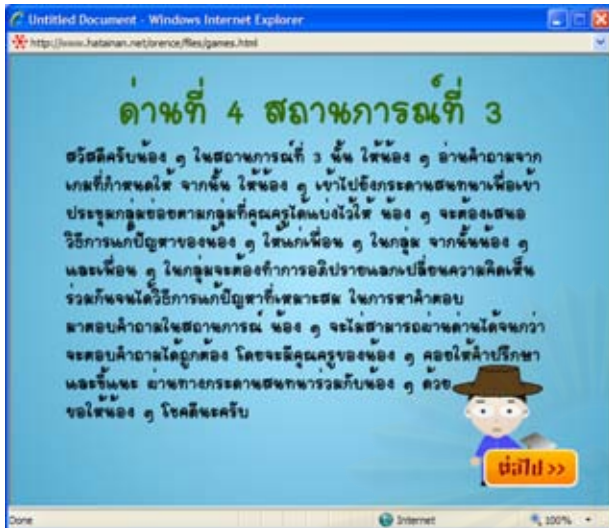 Untitled Document - Windows Internet Explorer
http://www.hatainan.net/orence/files/games.html
ด่านที่ 4 สถานการณ์ที่ 3
สวัสดีครับน้อง ๆ ในสถานการณ์ที่ 3 นั้น ให้น้อง ๆ อ่านคำถามจาก
เกมที่กำหนดให้ จากนั้น ให้น้อง ๆ เข้าไปยังกระดานสนทนาเพื่อเข้า
ประชุมกลุ่มย่อยตามกลุ่มที่คุณครูได้แบ่งไว้ให้ น้อง ๆ จะต้องเสนอ
วิธีการแก้ปัญหาของน้อง ๆ ให้แก่เพื่อน ๆ ในกลุ่ม จากนั้นน้อง ๆ
และเพื่อน ๆ ในกลุ่มจะต้องทำการอภิปรายแลกเปลี่ยนความคิดเห็น
ร่วมกันจนได้วิธีการแก้ปัญหาที่เหมาะสม ในการหาคำตอบ
มาตอบคำถามในสถานการณ์ น้อง ๆ จะไม่สามารถผ่านด่านได้จนกว่า
จะตอบคำถามได้ถูกต้อง โดยจะมีคุณครูของน้อง ๆ คอยให้คำปรึกษา
และชี้แนะ ผ่านทางกระดานสนทนาร่วมกับน้อง ๆ ด้วย
ขอให้น้อง ๆ โชคดีนะครับ
ต่อไป >>
Done
Internet
100%